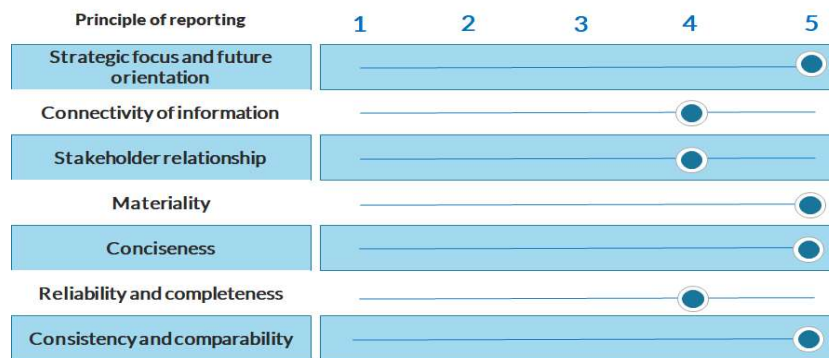 Principle of reporting 1 2 3 4 5
Strategic focus and future
orientation
Connectivity of information
Stakeholder relationship
Materiality
Conciseness
Reliability and completeness
Consistency and comparability